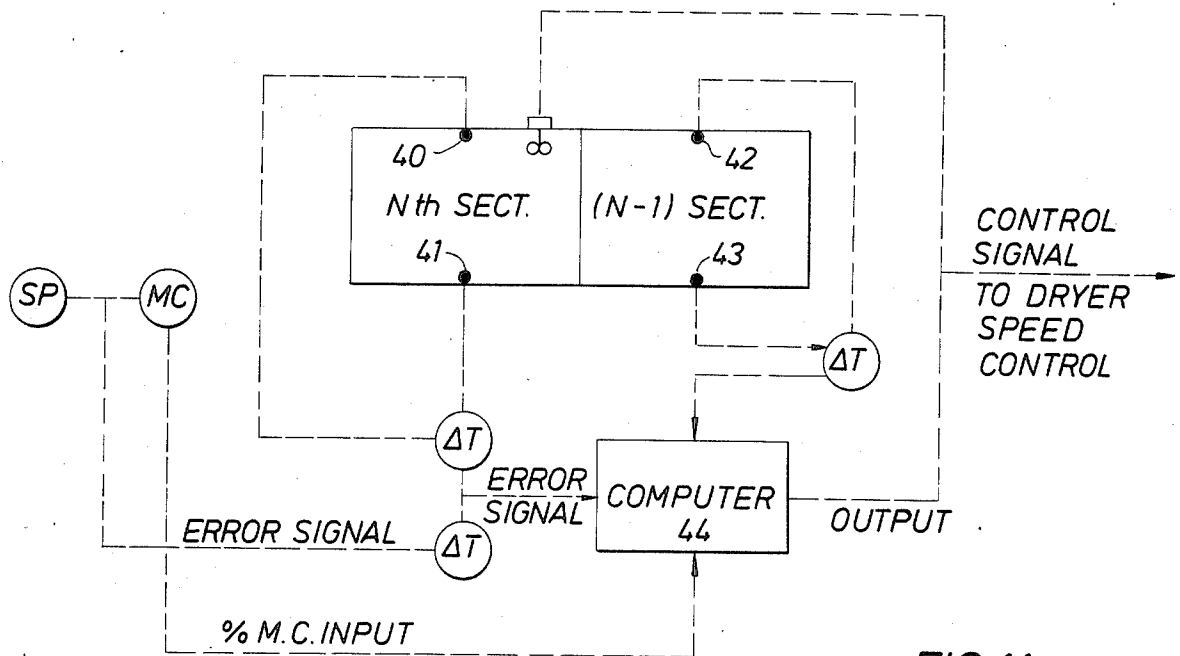 40
42
Nth SECT.
(N-1) SECT.
41
43
CONTROL
SIGNAL
TO DRYER
SPEED
CONTROL
SP
MC
ΔT
ΔT
ERROR
SIGNAL
COMPUTER
44
OUTPUT
ERROR SIGNAL
ΔT
% M.C. INPUT